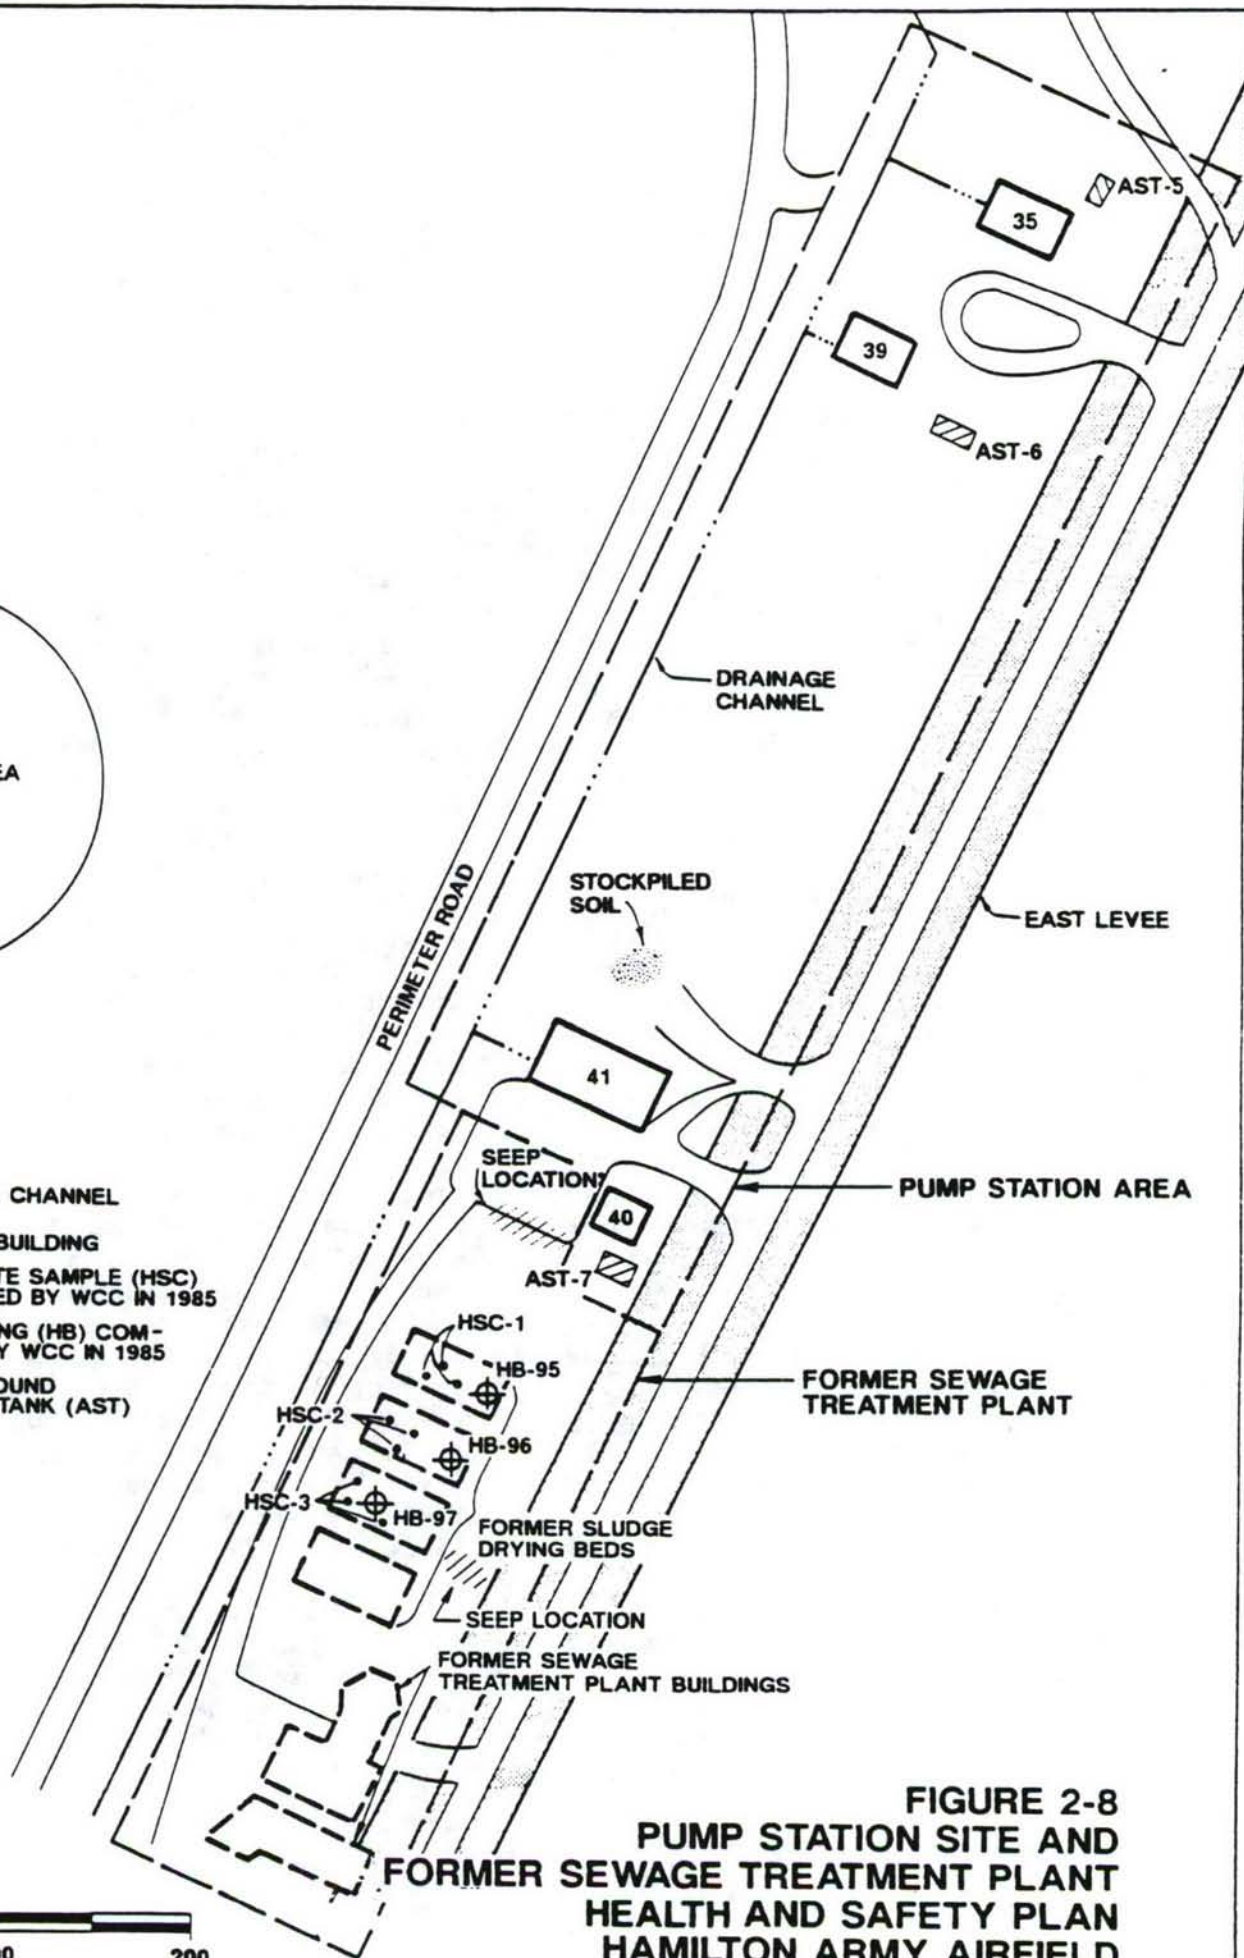 AST-5
35
39
AST-6
DRAINAGE
CHANNEL
STOCKPILED
SOIL
EAST LEVEE
PERIMETER ROAD
41
SEEP
LOCATION
PUMP STATION AREA
40
AST-7
CHANNEL
BUILDING
SAMPLE (HSC)
BY WCC IN 1985
(HB) COM-
WCC IN 1985
TANK (AST)
HSC-1
HB-95
FORMER SEWAGE
TREATMENT PLANT
HSC-2
HB-96
HSC-3
HB-97
FORMER SLUDGE
DRYING BEDS
SEEP LOCATION
FORMER SEWAGE
TREATMENT PLANT BUILDINGS
200
FIGURE 2-8
PUMP STATION SITE AND
FORMER SEWAGE TREATMENT PLANT
HEALTH AND SAFETY PLAN
HAMILTON ARMY AIRFIELD